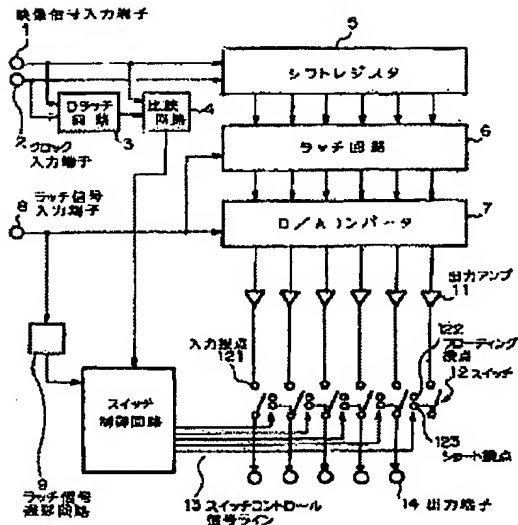 映像信号入力端子
1
5
シフトレジスタ
Dラッチ
回路
比較
回路
4
2
クロック
入力端子
3
6
ラッチ回路
8
ラッチ信号
入力端子
7
D/Aコンバータ
出力アンプ
11
入力接点
121
122
フローティング
接点
12スイッチ
スイッチ
制御回路
123
ショート接点
9
ラッチ信号
遅延回路
13スイッチコントロール
信号ライン
14出力端子